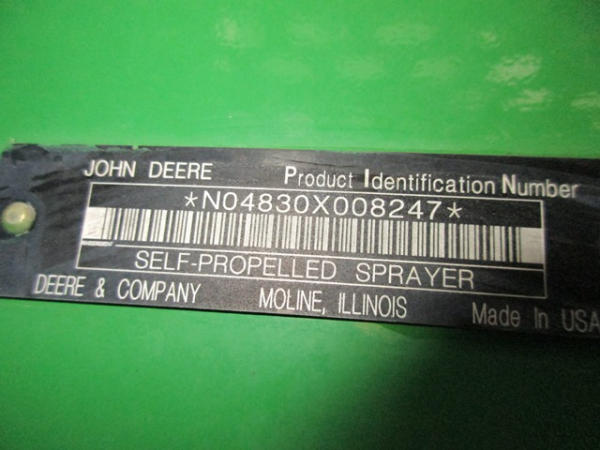 JOHN DEERE Product Identification Number
*N04830X008247*
SELF-PROPELLED SPRAYER
DEERE & COMPANY MOLINE, ILLINOIS Made In USA